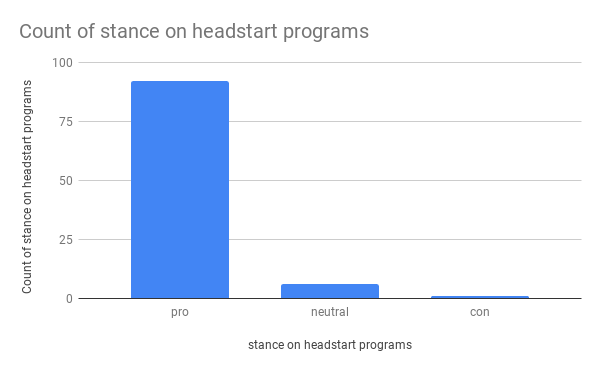 Count of stance on headstart programs
Count of stance on headstart programs
100
75
50
25
0
pro
neutral
con
stance on headstart programs